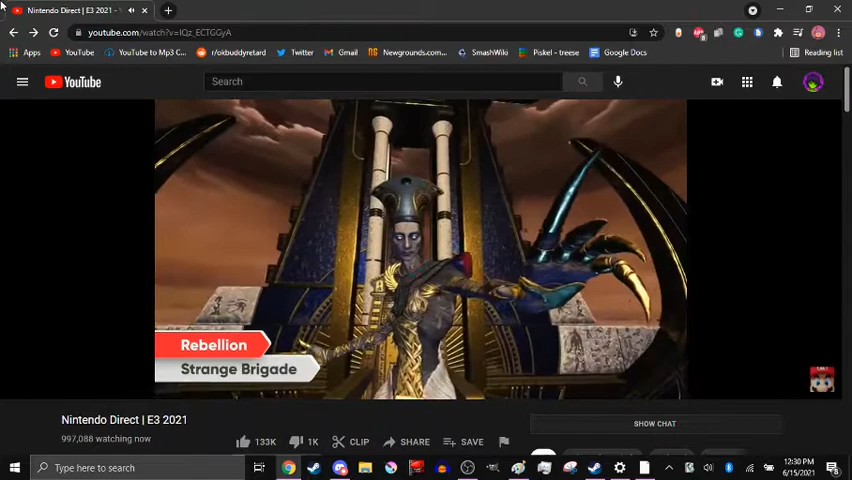 Nintendo Direct | E3 2021 - Y
youtube.com/watch?v=IQz_ECTGGyA
Apps
YouTube
YouTube to Mp3 C...
r/okbuddyretard
Twitter
Gmail
Newgrounds.com...
SmashWiki
Piskel - treese
Google Docs
Reading list
YouTube
Search
Rebellion
Strange Brigade
Nintendo Direct | E3 2021
997,088 watching now
133K
1K
CLIP
SHARE
SAVE
SHOW CHAT
Type here to search
12:30 PM
6/15/2021